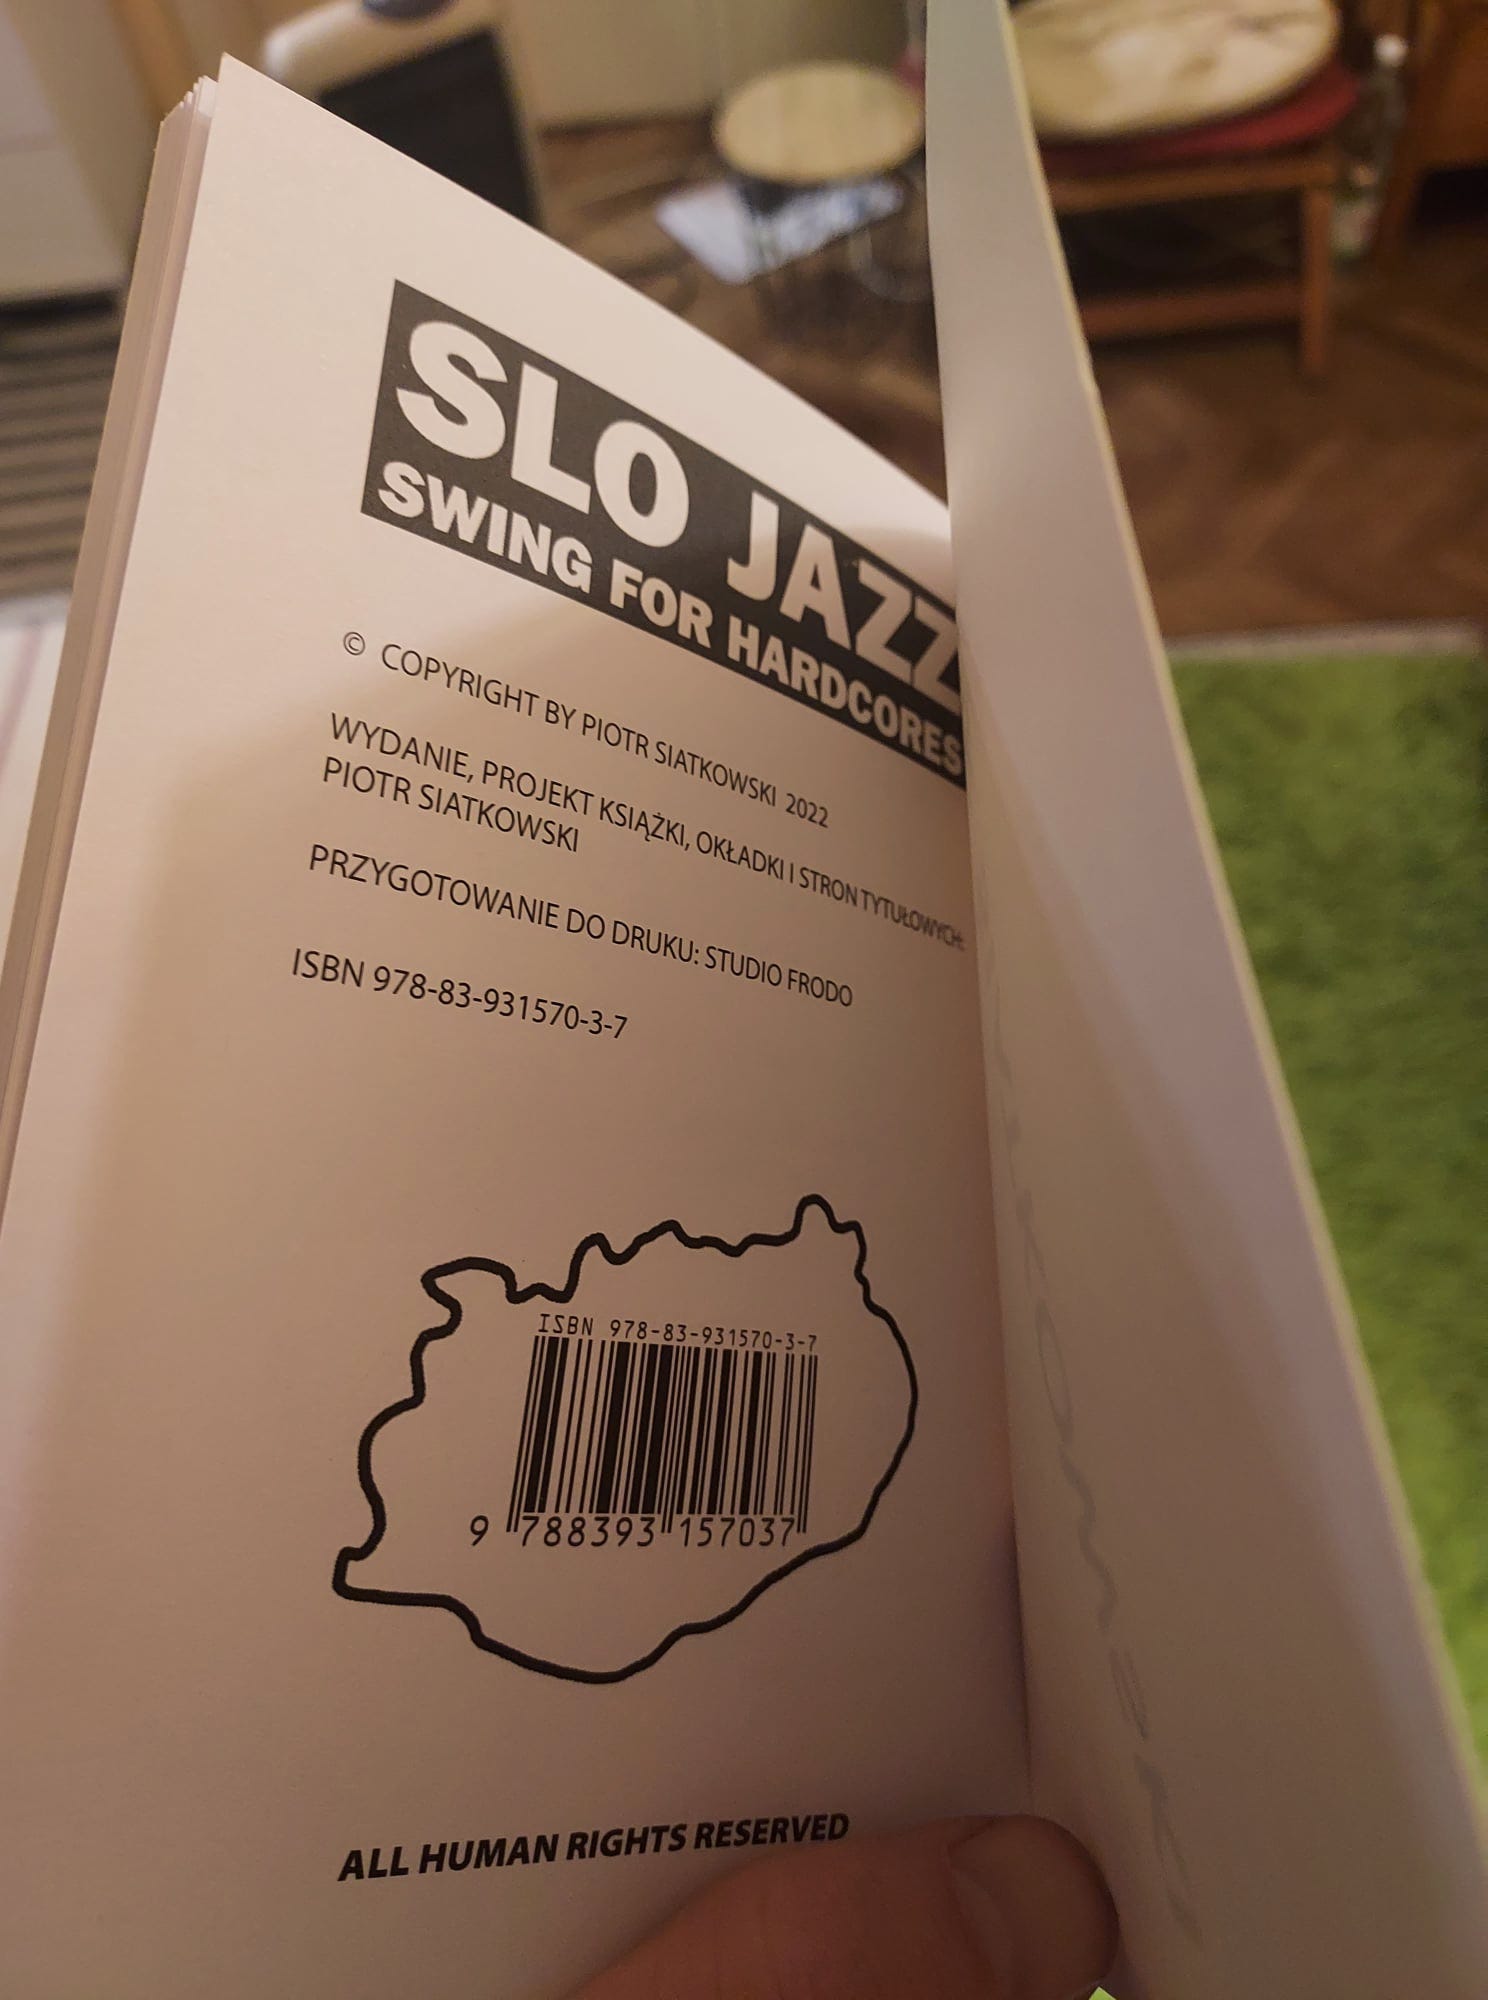 SLO JAZZ
SWING FOR HARDCORES
© COPYRIGHT BY PIOTR SIATKOWSKI 2022
WYDANIE, PROJEKT KSIĄŻKI, OKŁADKI I STRON TYTUŁOWYCH:
PIOTR SIATKOWSKI
PRZYGOTOWANIE DO DRUKU: STUDIO FRODO
ISBN 978-83-931570-3-7
ISBN 978-83-931570-3-7
9 788393 157037
ALL HUMAN RIGHTS RESERVED